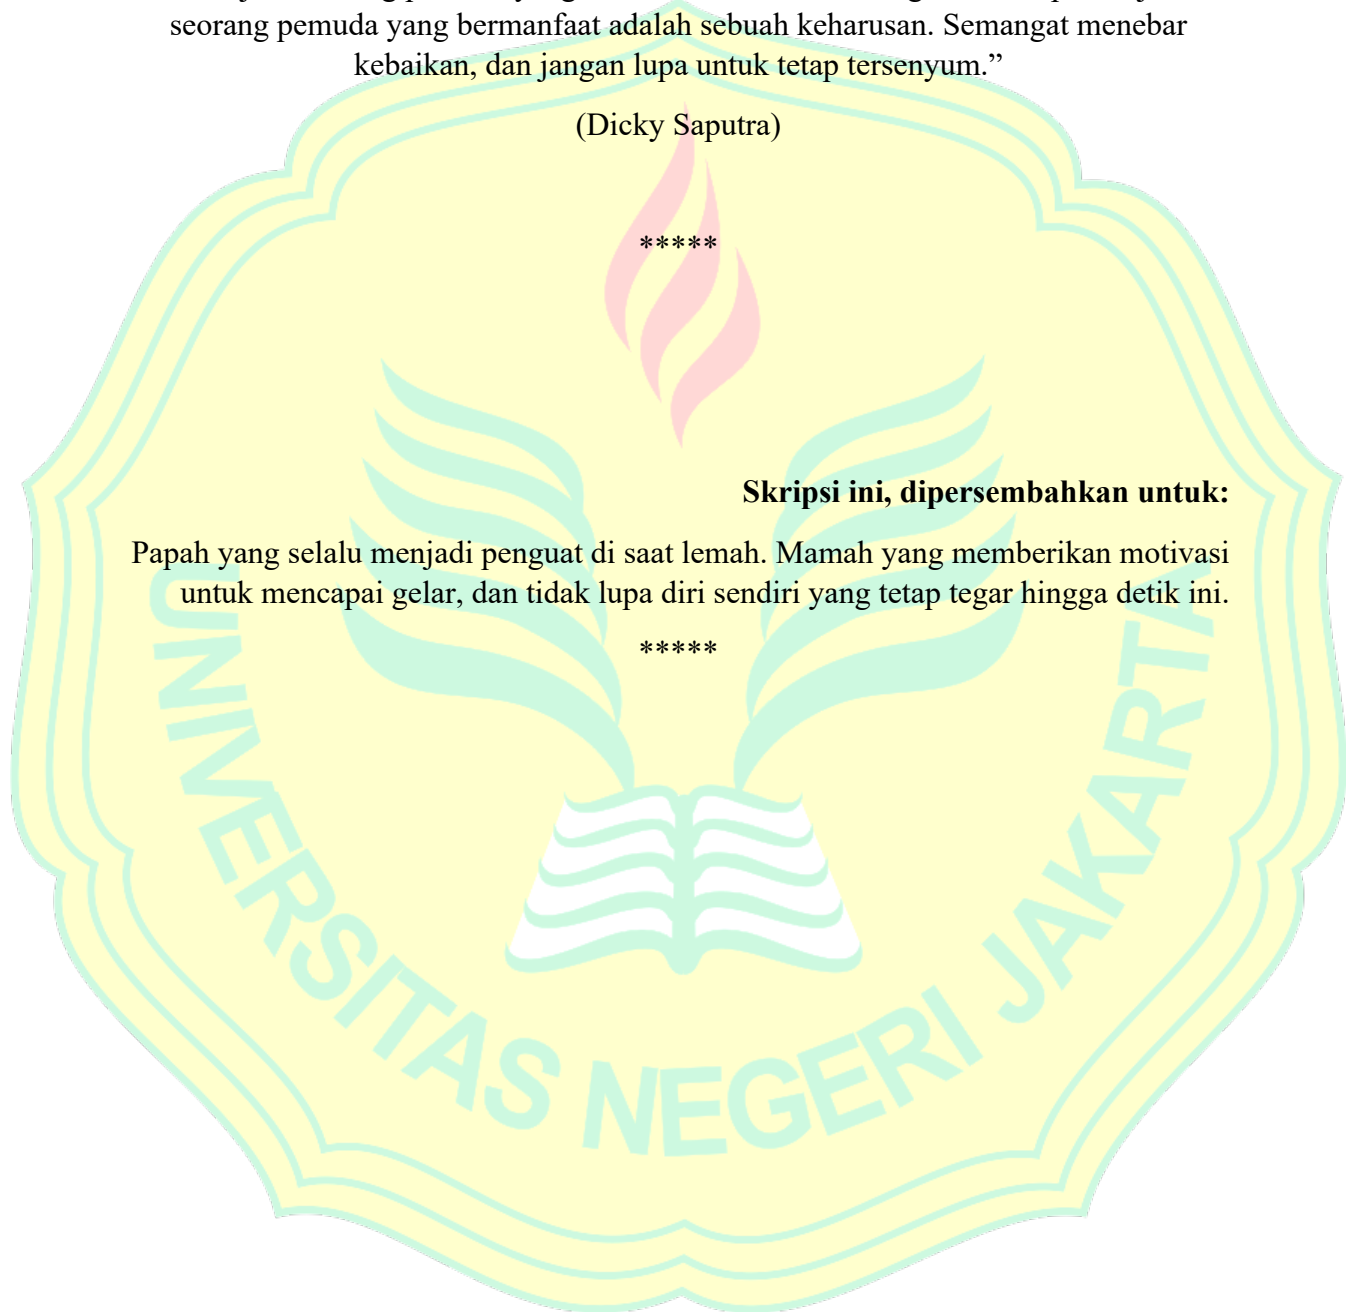 seorang pemuda yang bermanfaat adalah sebuah keharusan. Semangat menebar
kebaikan, dan jangan lupa untuk tetap tersenyum.”
(Dicky Saputra)
*****
Skripsi ini, dipersembahkan untuk:
Papah yang selalu menjadi penguat di saat lemah. Mamah yang memberikan motivasi
untuk mencapai gelar, dan tidak lupa diri sendiri yang tetap tegar hingga detik ini.
*****
UNIVERSITAS NEGERI JAKARTA